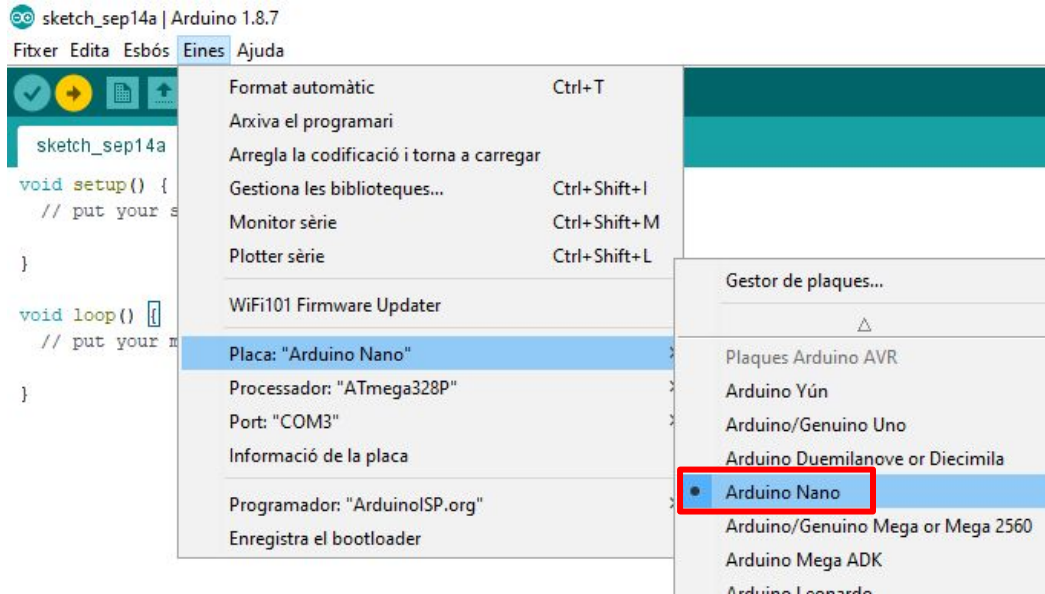 sketch_sep14a | Arduino 1.8.7
Fitxer Edita Esbós Eines Ajuda
sketch_sep14a
void setup() {
// put your s
}
void loop() {
// put your m
}
Format automàtic Ctrl+T
Arxiva el programari
Arregla la codificació i torna a carregar
Gestiona les biblioteques... Ctrl+Shift+I
Monitor sèrie Ctrl+Shift+M
Plotter sèrie Ctrl+Shift+L
WiFi101 Firmware Updater
Placa: "Arduino Nano"
Processador: "ATmega328P"
Port: "COM3"
Informació de la placa
Programador: "ArduinoISP.org"
Enregistra el bootloader
Gestor de plaques...
Plaques Arduino AVR
Arduino Yún
Arduino/Genuino Uno
Arduino Duemilanove or Diecimila
Arduino Nano
Arduino/Genuino Mega or Mega 2560
Arduino Mega ADK
Arduino Leonardo